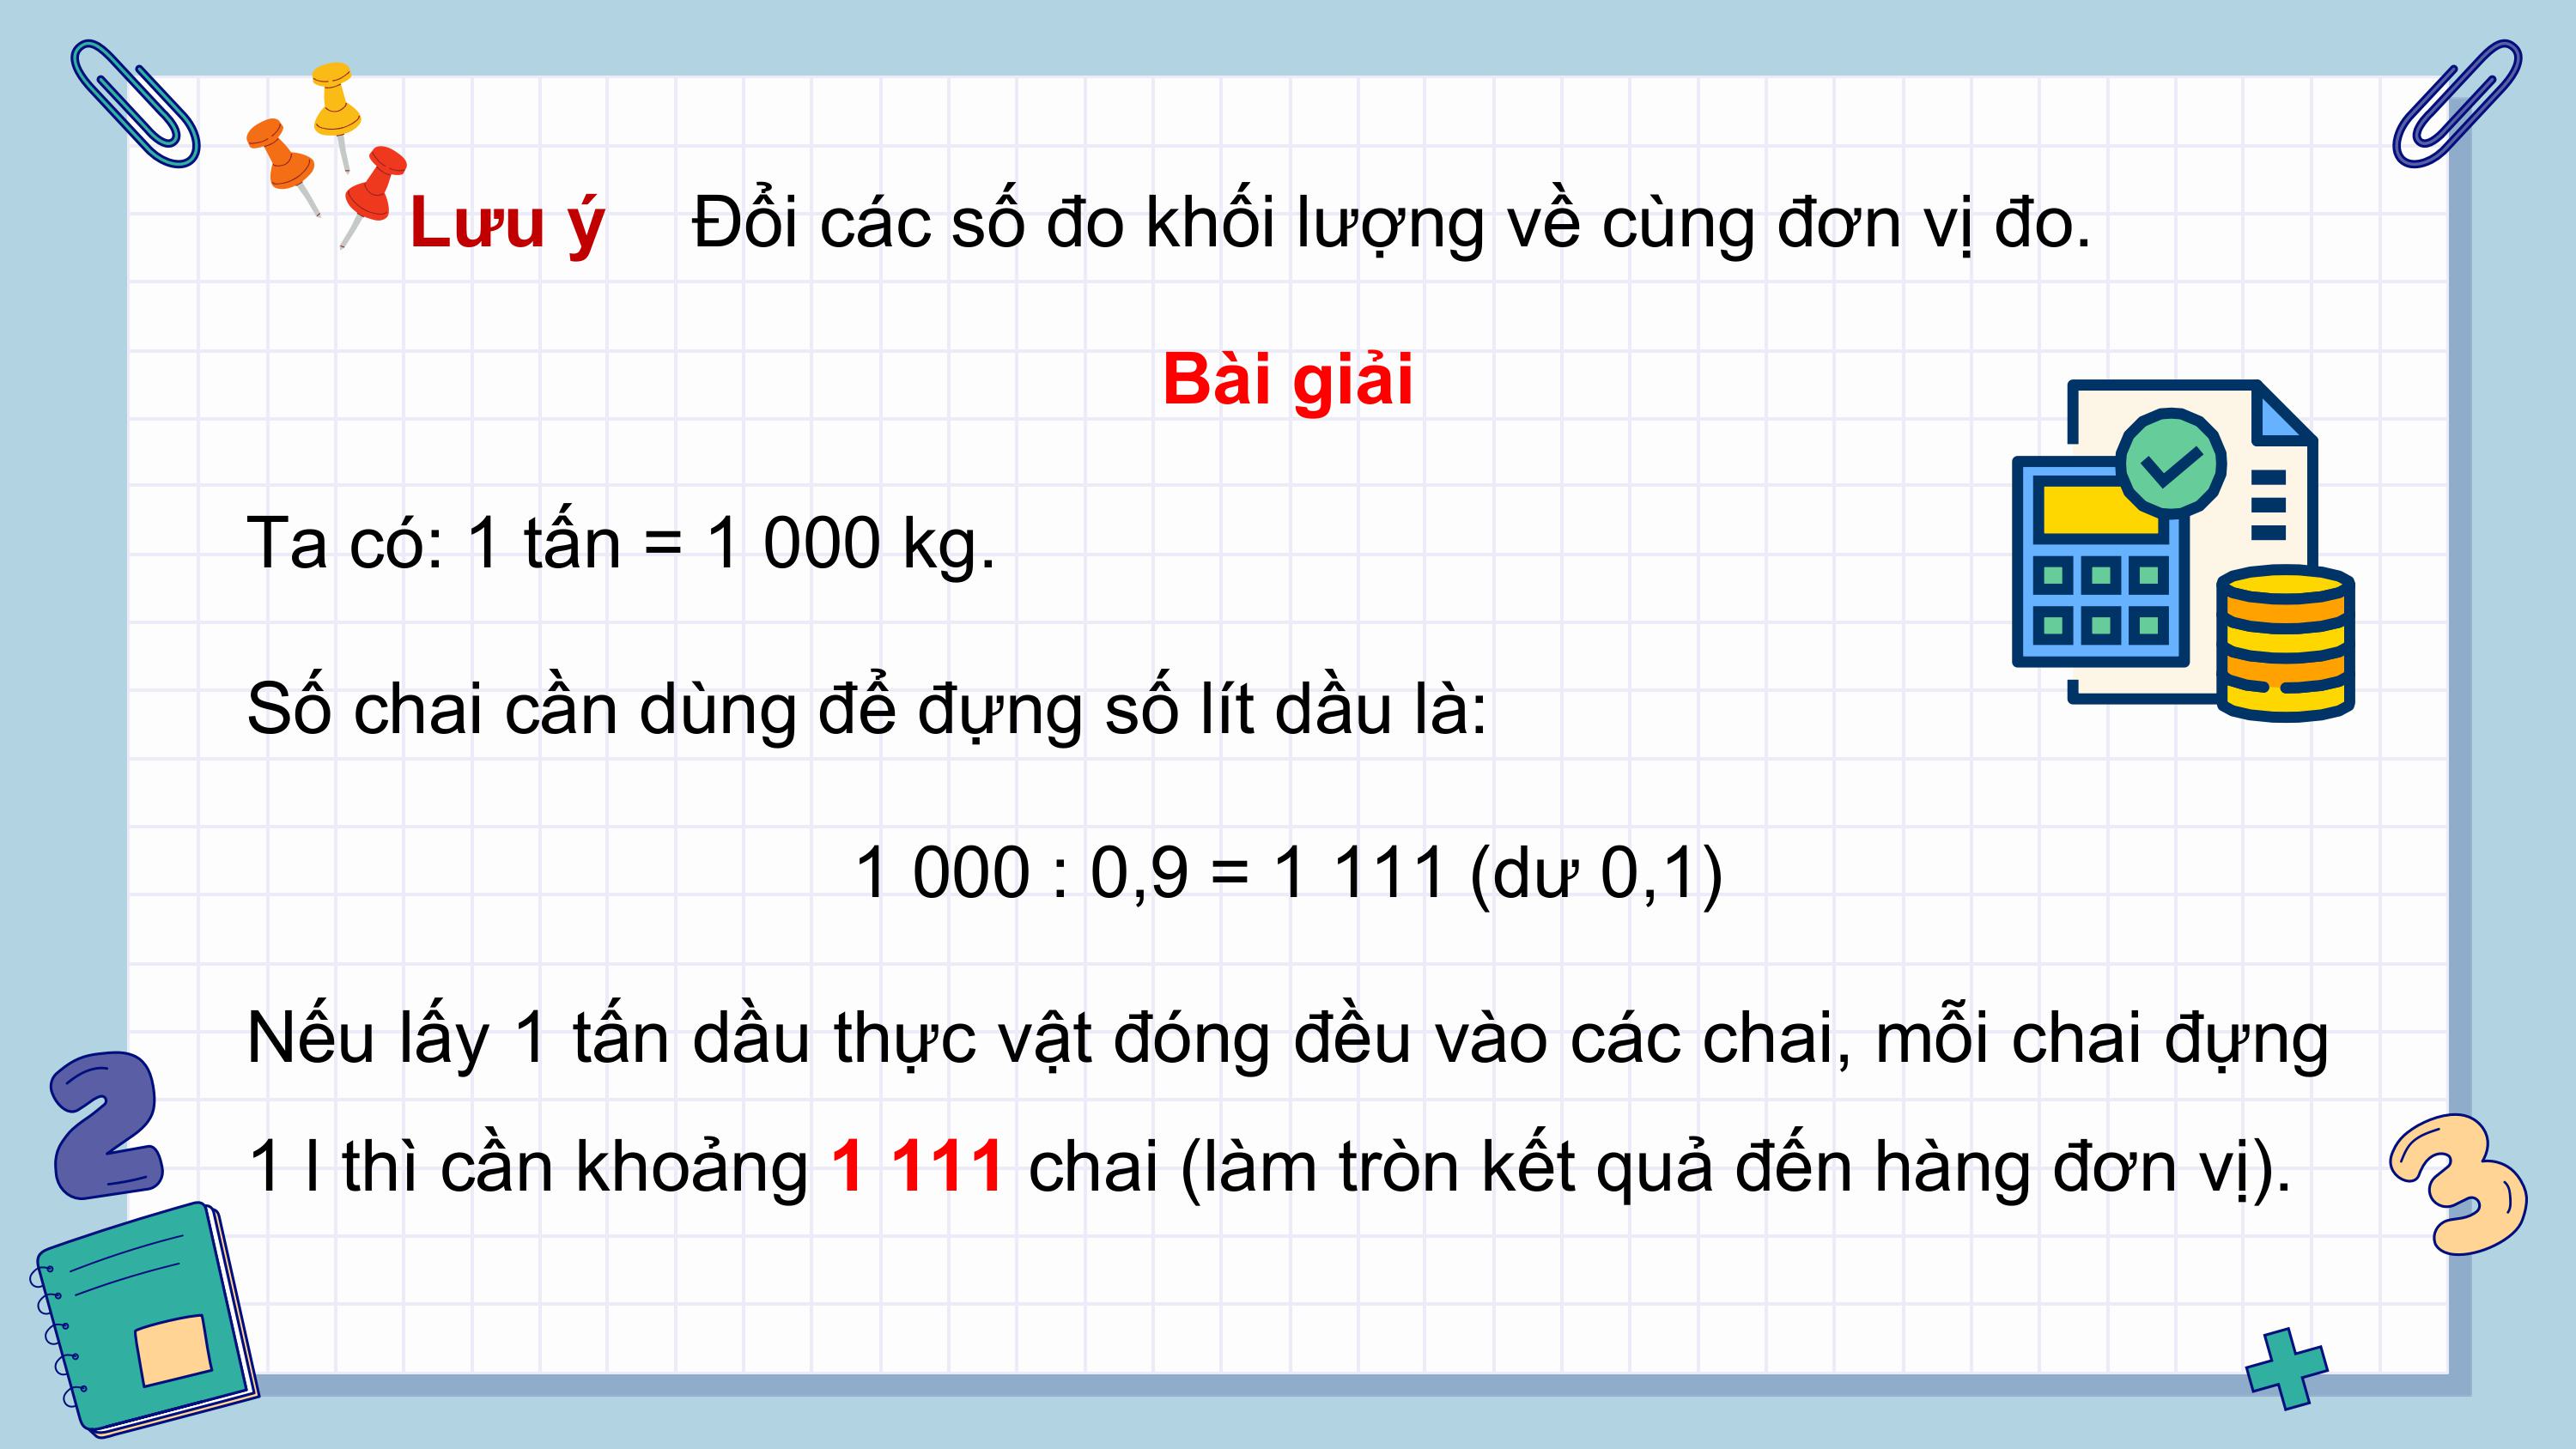 Lưu ý Đổi các số đo khối lượng về cùng đơn vị đo.
Bài giải
Ta có: 1 tấn = 1 000 kg.
Số chai cần dùng để đựng số lít dầu là:
1 000 : 0,9 = 1 111 (dư 0,1)
Nếu lấy 1 tấn dầu thực vật đóng đều vào các chai, mỗi chai đựng
1 l thì cần khoảng 1 111 chai (làm tròn kết quả đến hàng đơn vị).
2
3